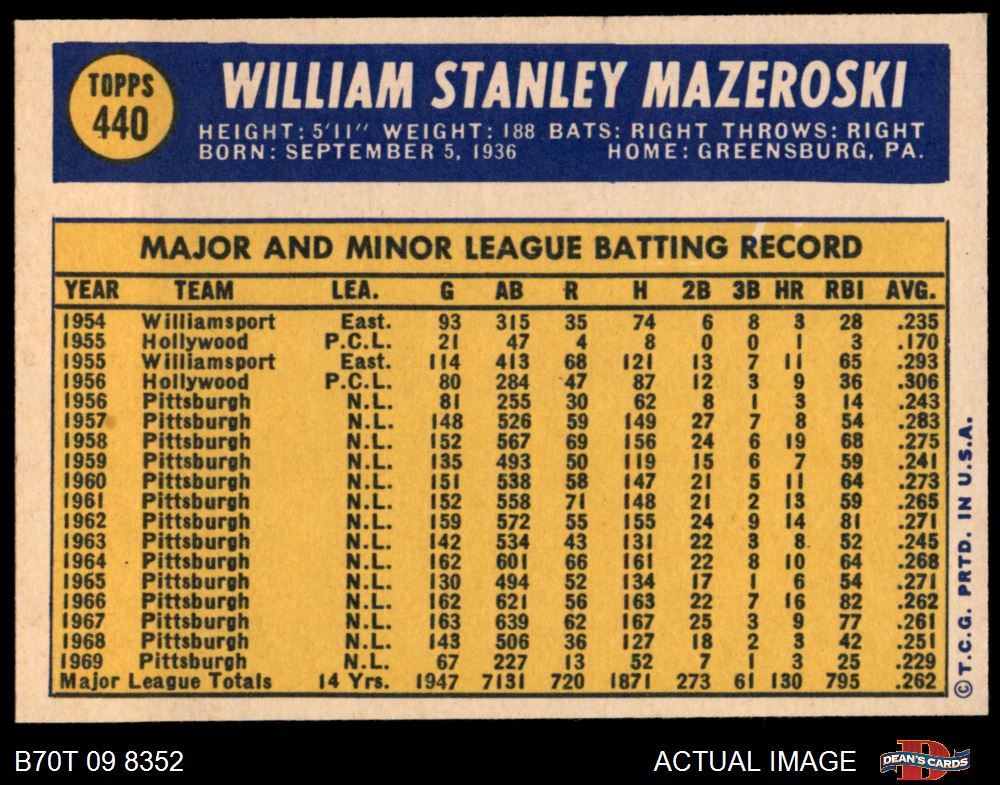 TOPPS
440
WILLIAM STANLEY MAZEROSKI
HEIGHT: 5'11" WEIGHT: 188 BATS: RIGHT THROWS: RIGHT
BORN: SEPTEMBER 5, 1936 HOME: GREENSBURG, PA.
MAJOR AND MINOR LEAGUE BATTING RECORD
YEAR TEAM LEA. G AB R H 2B 3B HR RBI AVG.
1954 Williamsport East. 93 315 35 74 6 8 3 28 .235
1955 Hollywood P.C.L. 21 47 4 8 0 0 1 3 .170
1955 Williamsport East. 114 413 68 121 13 7 11 65 .293
1956 Hollywood P.C.L. 80 284 47 87 12 3 9 36 .306
1956 Pittsburgh N.L. 81 255 30 62 8 1 3 14 .243
1957 Pittsburgh N.L. 148 526 59 149 27 7 8 54 .283
1958 Pittsburgh N.L. 152 567 69 156 24 6 19 68 .275
1959 Pittsburgh N.L. 135 493 50 119 15 6 7 59 .241
1960 Pittsburgh N.L. 151 538 58 147 21 5 11 64 .273
1961 Pittsburgh N.L. 152 558 71 148 21 2 13 59 .265
1962 Pittsburgh N.L. 159 572 55 155 24 9 14 81 .271
1963 Pittsburgh N.L. 142 534 43 131 22 3 8 52 .245
1964 Pittsburgh N.L. 162 601 66 161 22 8 10 64 .268
1965 Pittsburgh N.L. 130 494 52 134 17 1 6 54 .271
1966 Pittsburgh N.L. 162 621 56 163 22 7 16 82 .262
1967 Pittsburgh N.L. 163 639 62 167 25 3 9 77 .261
1968 Pittsburgh N.L. 143 506 36 127 18 2 3 42 .251
1969 Pittsburgh N.L. 67 227 13 52 7 1 3 25 .229
Major League Totals 14 Yrs. 1947 7131 720 1871 273 61 130 795 .262
©T.C.G. PRTD. IN U.S.A.
B70T 09 8352
ACTUAL IMAGE
D
DEAN'S CARDS